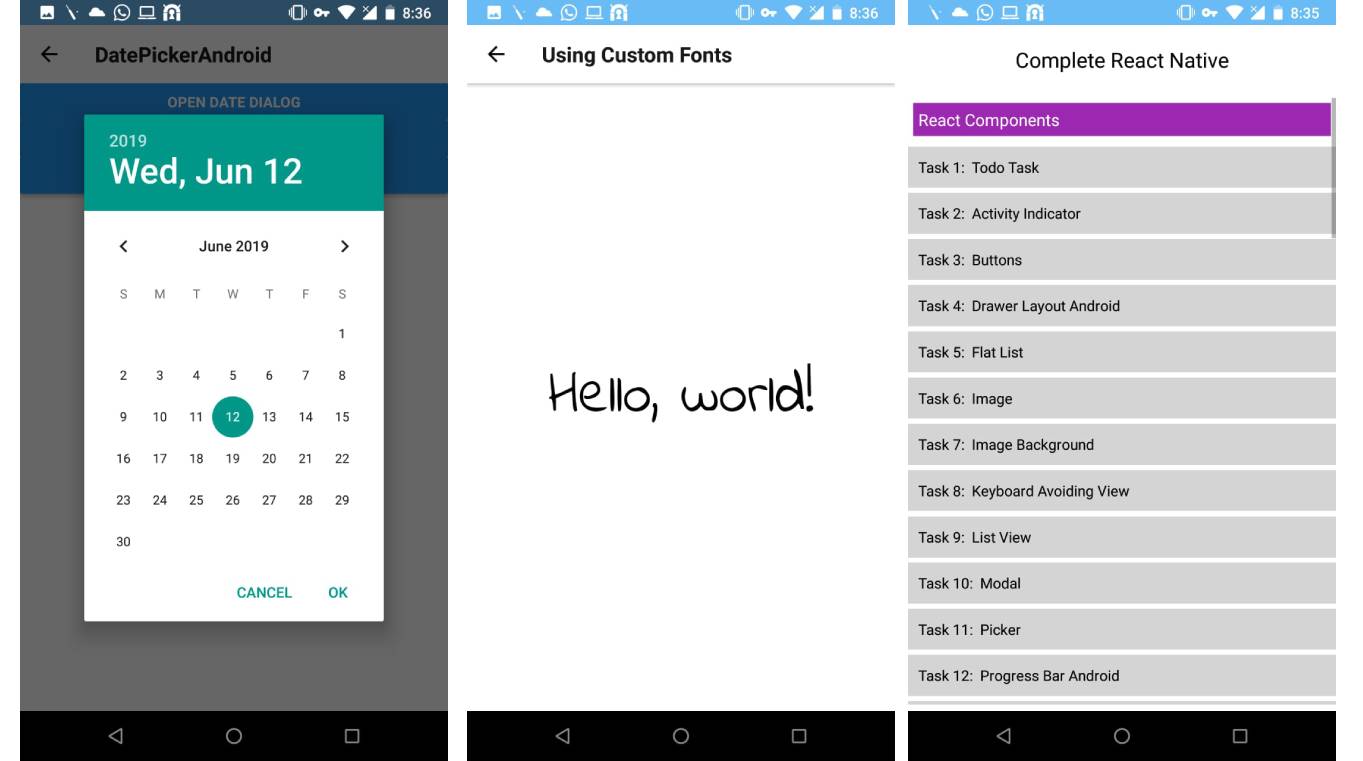 8:36
DatePickerAndroid
OPEN DATE DIALOG
2019
Wed, Jun 12
June 2019
S M T W T F S
1
2 3 4 5 6 7 8
9 10 11 12 13 14 15
16 17 18 19 20 21 22
23 24 25 26 27 28 29
30
CANCEL OK
8:36
Using Custom Fonts
Hello, world!
8:35
Complete React Native
React Components
Task 1: Todo Task
Task 2: Activity Indicator
Task 3: Buttons
Task 4: Drawer Layout Android
Task 5: Flat List
Task 6: Image
Task 7: Image Background
Task 8: Keyboard Avoiding View
Task 9: List View
Task 10: Modal
Task 11: Picker
Task 12: Progress Bar Android